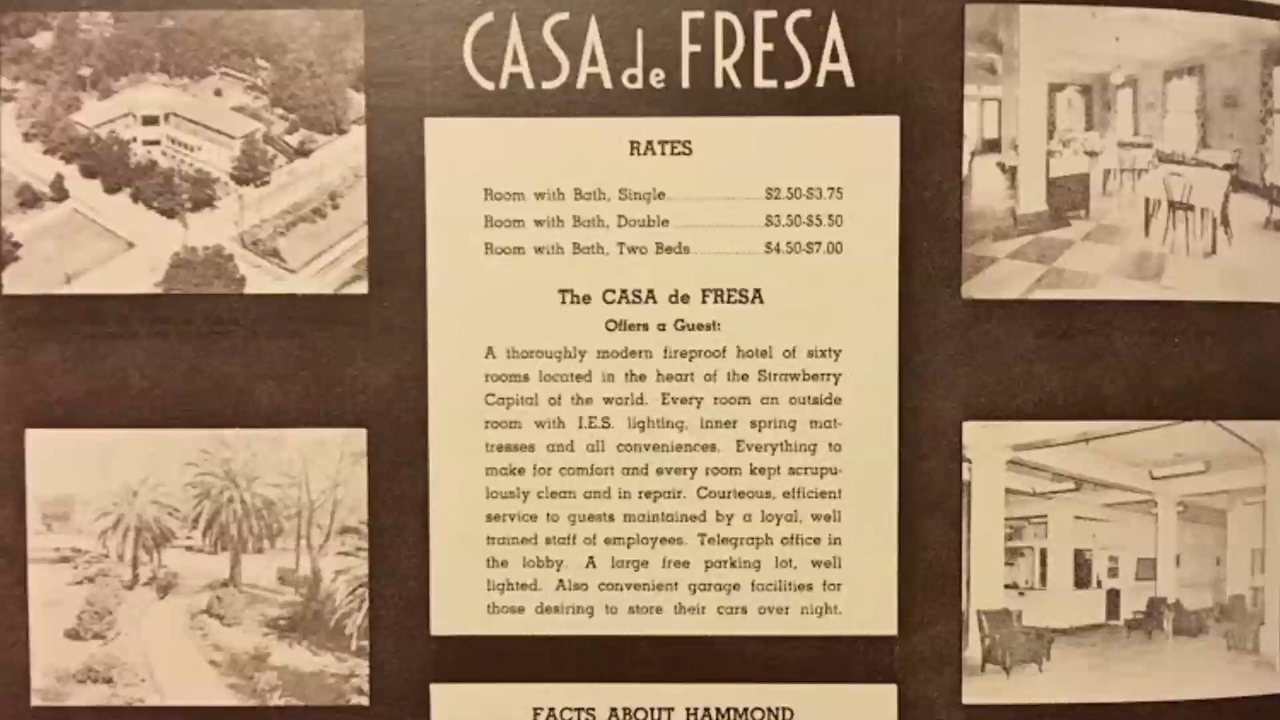 CASA de FRESA
RATES
Room with Bath, Single $2.50-$3.75
Room with Bath, Double $3.50-$5.50
Room with Bath, Two Beds $4.50-$7.00
The CASA de FRESA
Offers a Guest:
A thoroughly modern fireproof hotel of sixty
rooms located in the heart of the Strawberry
Capital of the world. Every room an outside
room with I.E.S. lighting, inner spring mat-
tresses and all conveniences. Everything to
make for comfort and every room kept scrupu-
lously clean and in repair. Courteous, efficient
service to guests maintained by a loyal, well
trained staff of employees. Telegraph office in
the lobby. A large free parking lot, well
lighted. Also convenient garage facilities for
those desiring to store their cars over night.
FACTS ABOUT HAMMOND